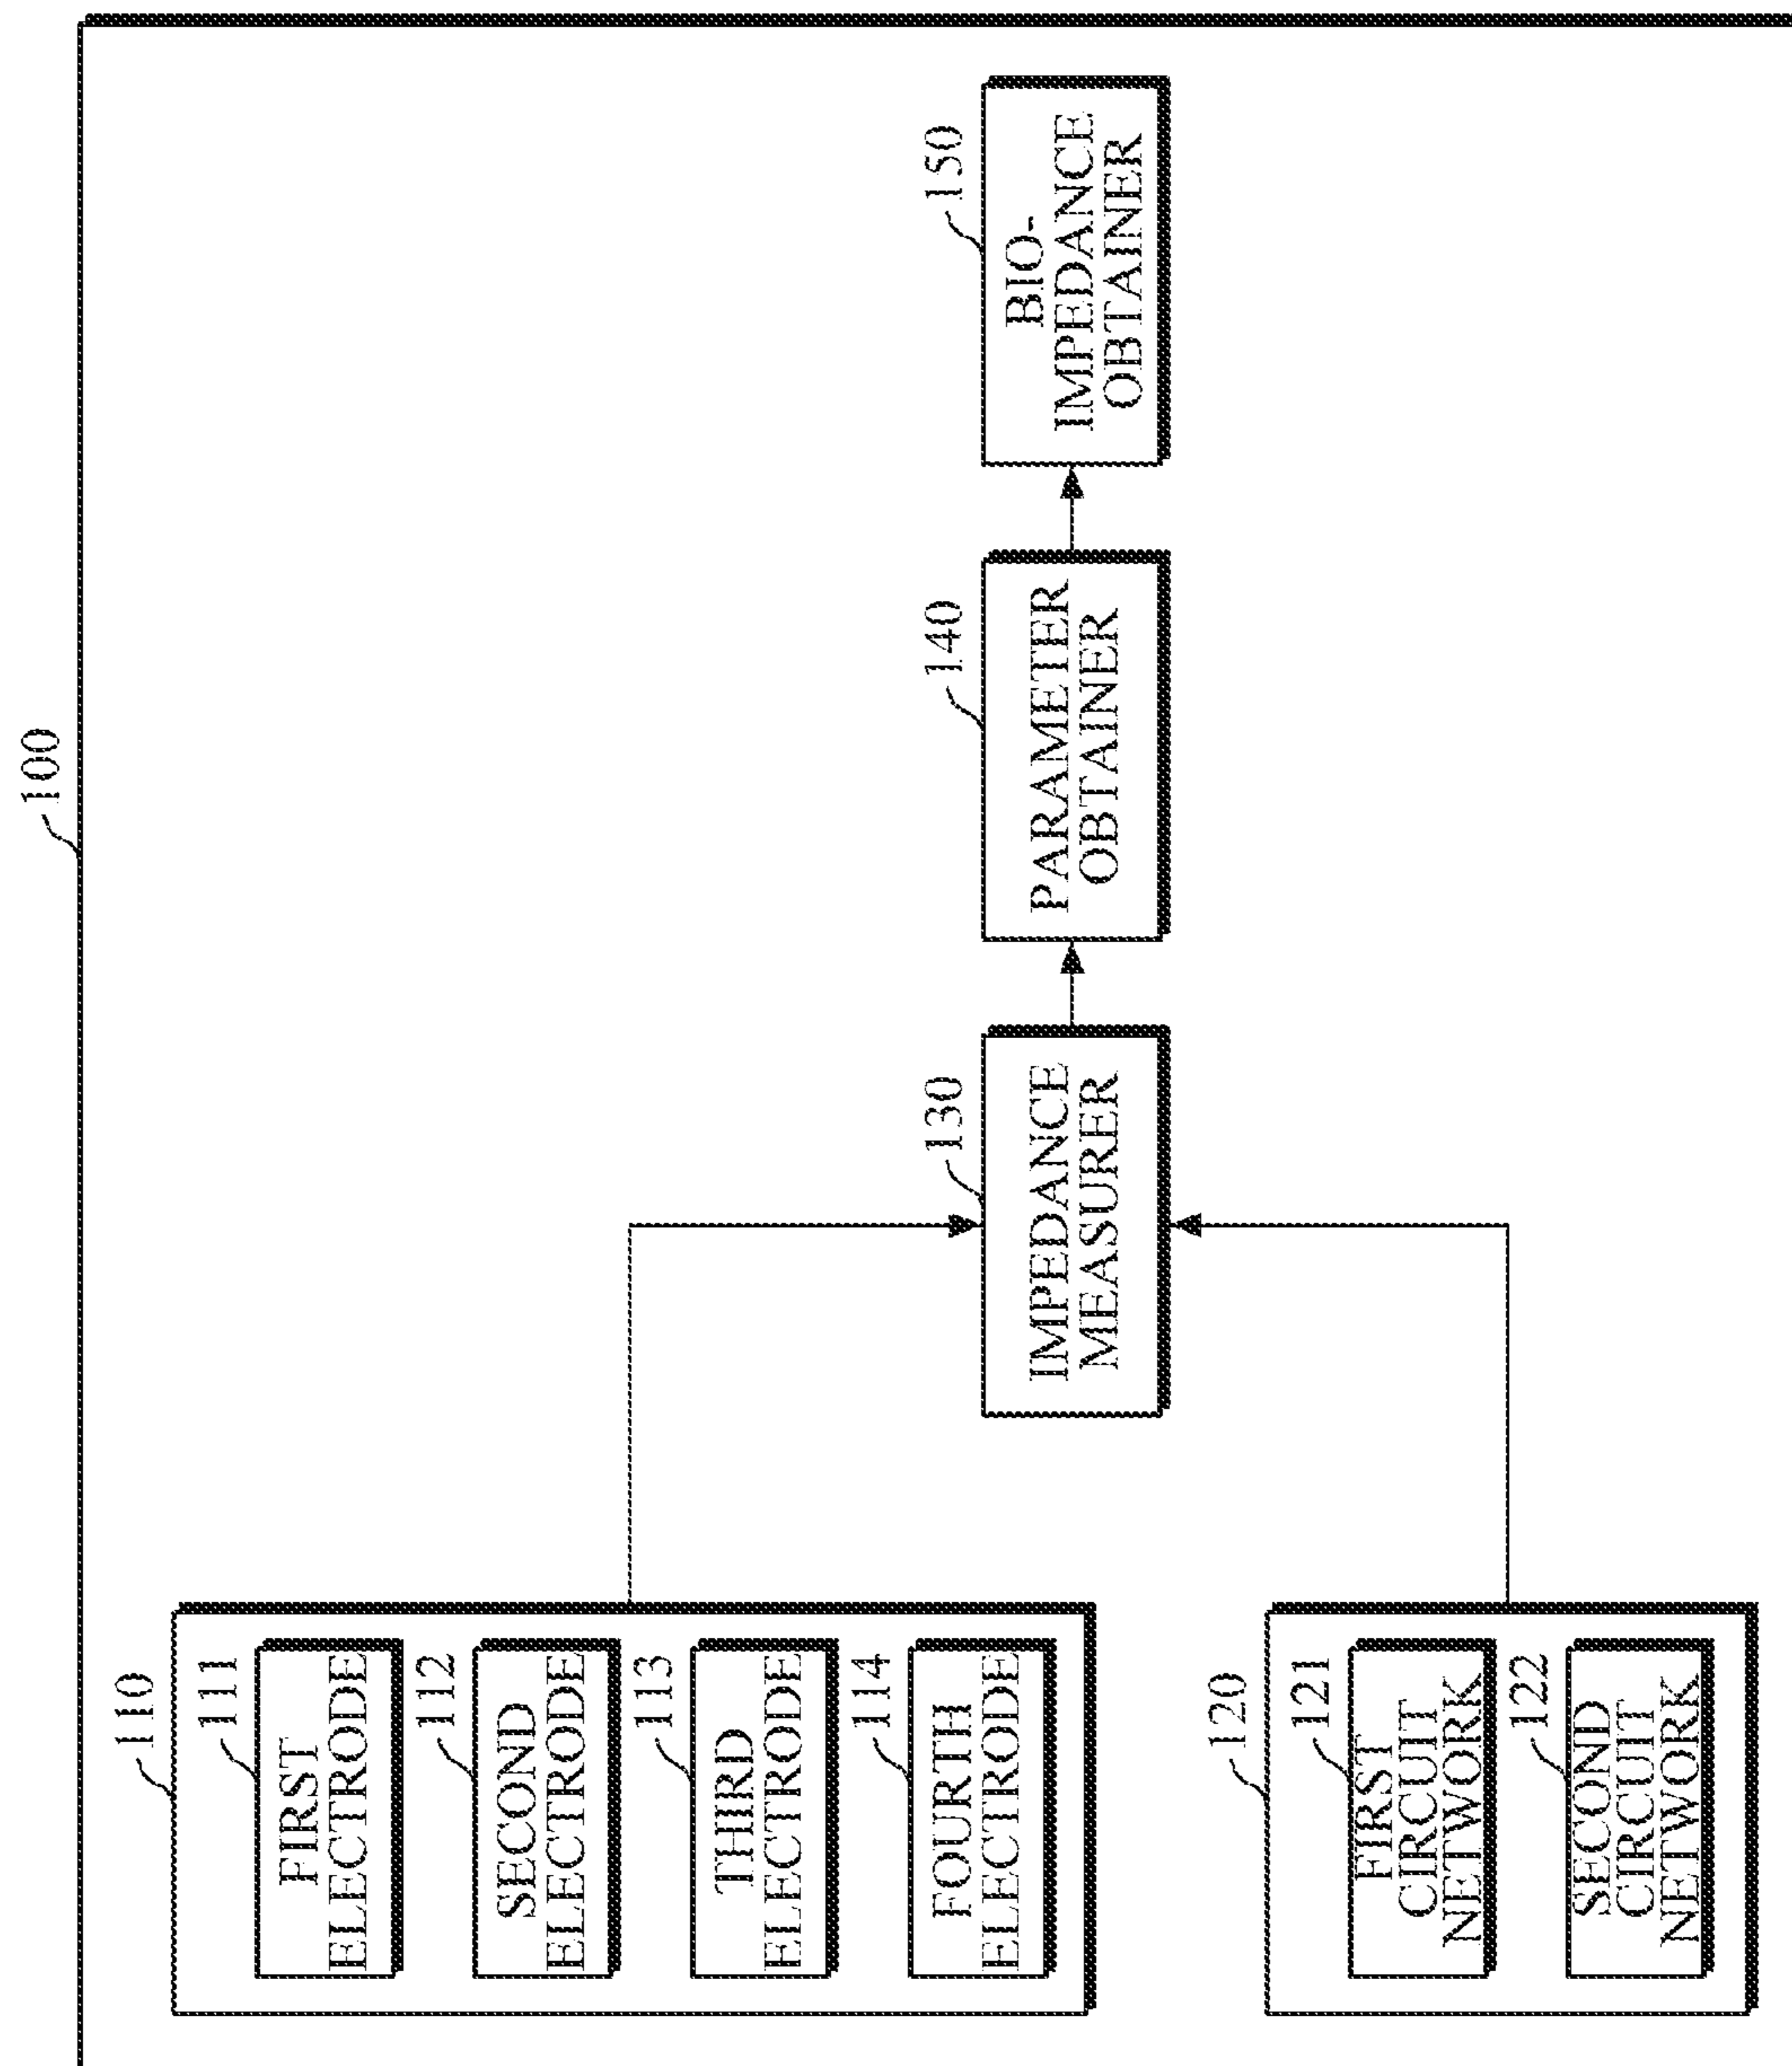 100
110
111
FIRST
ELECTRODE
112
SECOND
ELECTRODE
113
THIRD
ELECTRODE
114
FOURTH
ELECTRODE
120
121
FIRST
CIRCUIT
NETWORK
122
SECOND
CIRCUIT
NETWORK
130
IMPEDANCE
MEASURER
140
PARAMETER
OBTAINER
150
BIO-
IMPEDANCE
OBTAINER